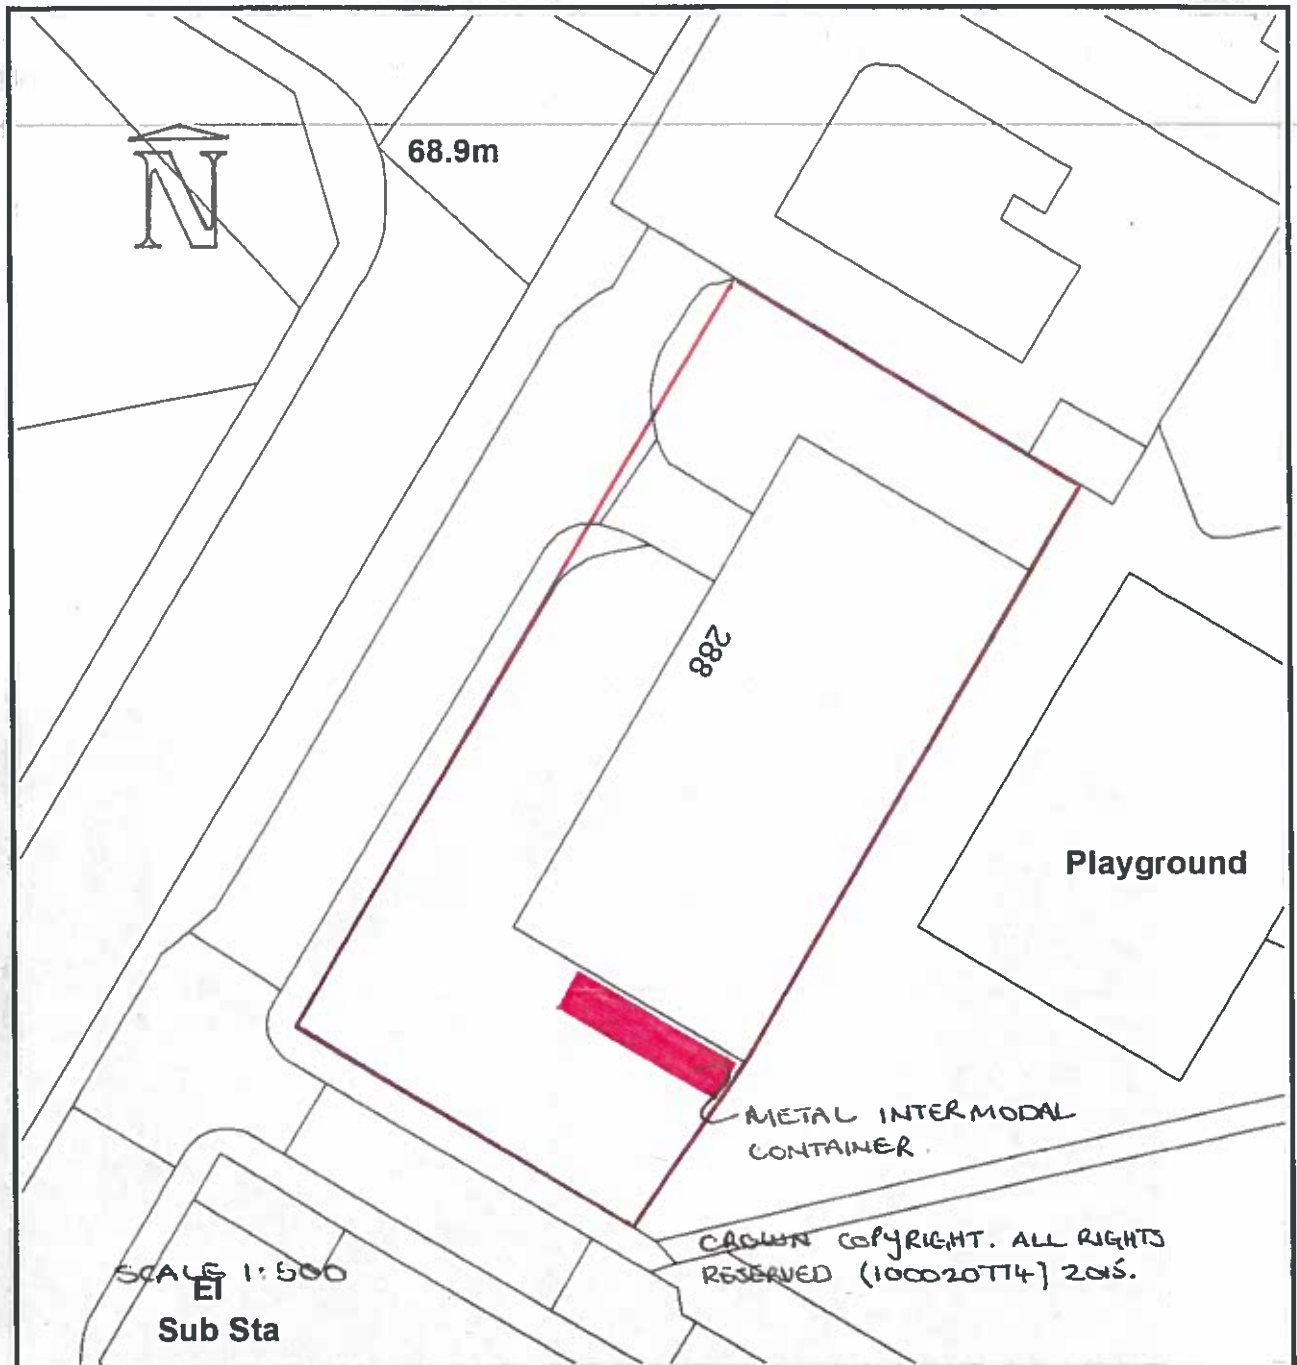 N
68.9m
288
Playground
METAL INTERMODAL
CONTAINER.
CROWN COPYRIGHT. ALL RIGHTS
RESERVED (100020774) 2015.
SCALE 1:500
El
Sub Sta